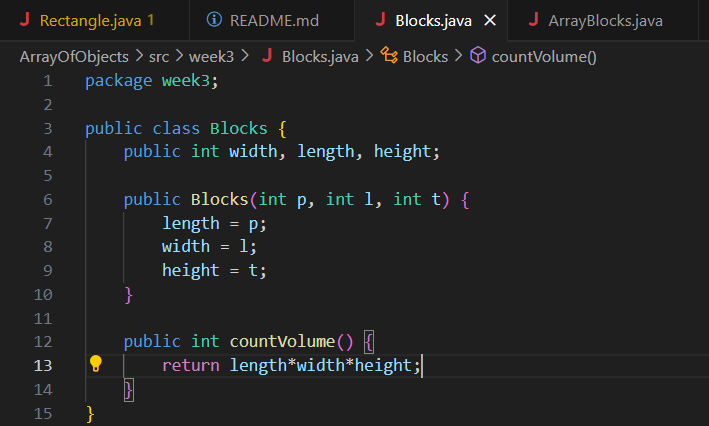 Rectangle.java 1 README.md Blocks.java ArrayBlocks.java
ArrayOfObjects > src > week3 > Blocks.java > Blocks > countVolume()
1 package week3;
2
3 public class Blocks {
4     public int width, length, height;
5
6     public Blocks(int p, int l, int t) {
7         length = p;
8         width = l;
9         height = t;
10     }
11
12     public int countVolume() {
13         return length*width*height;
14     }
15 }